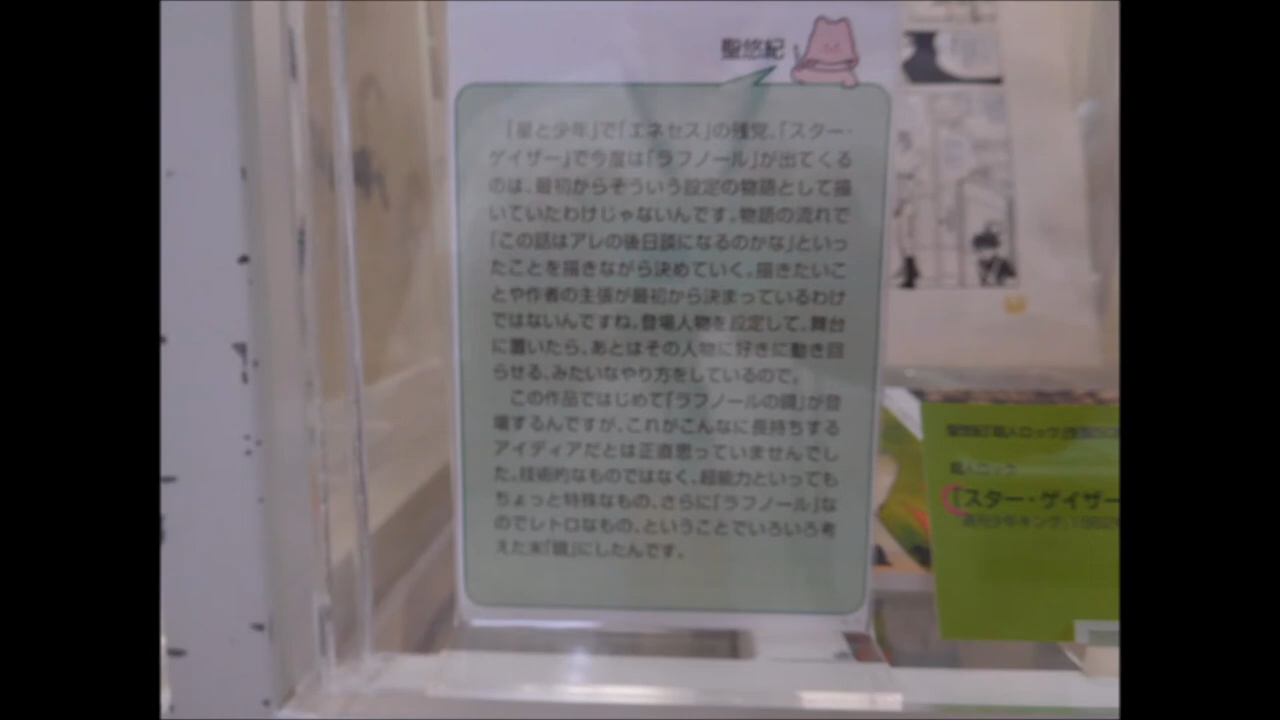 聖悠紀
「星と少年」で「エネセス」の残党、「スター・
ゲイザー」で今度は「ラフノール」が出てくる
のは、最初からそういう設定の物語として描
いていたわけじゃないんです。物語の流れで
「この話はアレの後日談になるのかな」といっ
たことを描きながら決めていく。描きたいこ
とや作者の主張が最初から決まっているわけ
ではないんですね。登場人物を設定して、舞台
に置いたら、あとはその人物に好きに動き回
らせる、みたいなやり方をしているので。
この作品ではじめて「ラフノールの鏡」が登
場するんですが、これがこんなに長持ちする
アイディアだとは正直思っていませんでし
た。技術的なものではなく、超能力といっても
ちょっと特殊なもの、さらに「ラフノール」な
のでレトロなもの、ということでいろいろ考
えた末「鏡」にしたんです。
超人ロック
「スター・ゲイザー